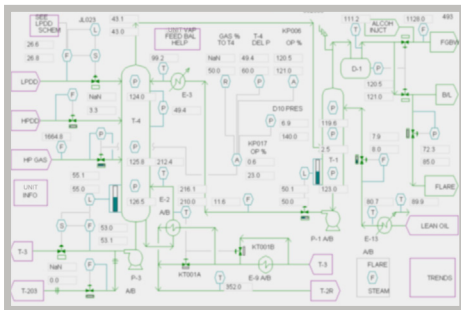 SEE
LPDD
SCHEM
JL023
43.1
43.0
UNIT VAP
FEED BAL
HELP
GAS %
TO T4
T-4
DEL P
KP006
OP %
111.2
ALCOH
INJCT
1128.0
493
FGBW
26.6
26.9
L
F
S
99.2
T
NaN
50.0
49.4
60.0
120.5
121.0
D-1
P
120.5
121.0
B/L
LPDD
NaN
3.3
P
124.0
E-3
R
P
A
HPDD
F
P
49.4
D10 PRES
P
6.9
140.0
P
119.6
HP GAS
1664.8
F
P
T-4
P
125.8
212.4
T
KP017
OP %
A
0.6
23.0
2.5
T-1
P
123.0
7.9
9.0
F
P
72.3
85.0
FLARE
UNIT
INFO
55.1
55.0
L
P
126.5
E-2
A/B
216.1
210.0
T
11.6
F
50.1
50.0
L
80.7
T
T
89.9
LEAN OIL
S
F
53.0
53.1
P-1 A/B
E-13
A/B
T-3
NaN
0.0
F
P-3
A/B
KT001A
KT001B
E-9 A/B
T-3
FLARE
F
STEAM
TRENDS
T-203
T
352.0
T-2R